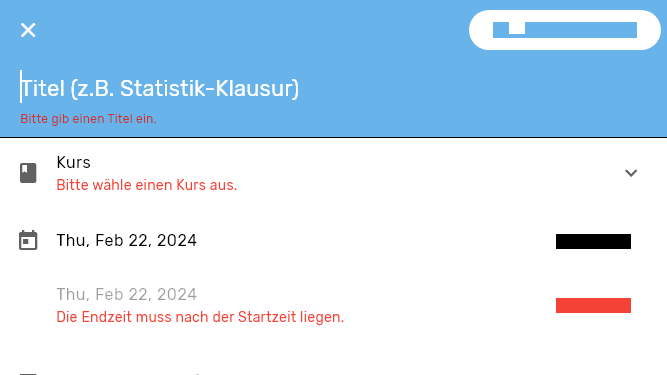 Titel (z.B. Statistik-Klausur)
Bitte gib einen Titel ein.
Kurs
Bitte wähle einen Kurs aus.
Thu, Feb 22, 2024
Thu, Feb 22, 2024
Die Endzeit muss nach der Startzeit liegen.